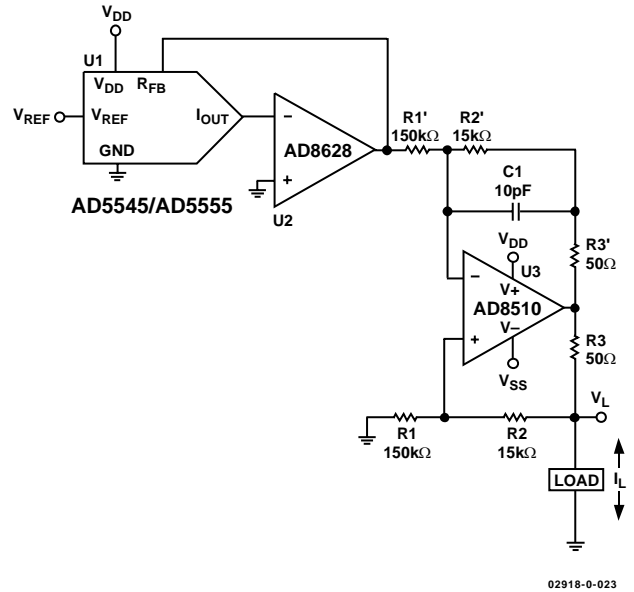 VDD
U1
VDD RFB
VREF VREF IOUT
GND
AD5545/AD5555
−
AD8628
+
U2
R1' R2'
150kΩ 15kΩ
C1
10pF
VDD
U3
R3'
50Ω
−
V+
AD8510
V−
+
R3
50Ω
VSS
VL
R1 R2
150kΩ 15kΩ
LOAD IL
02918-0-023